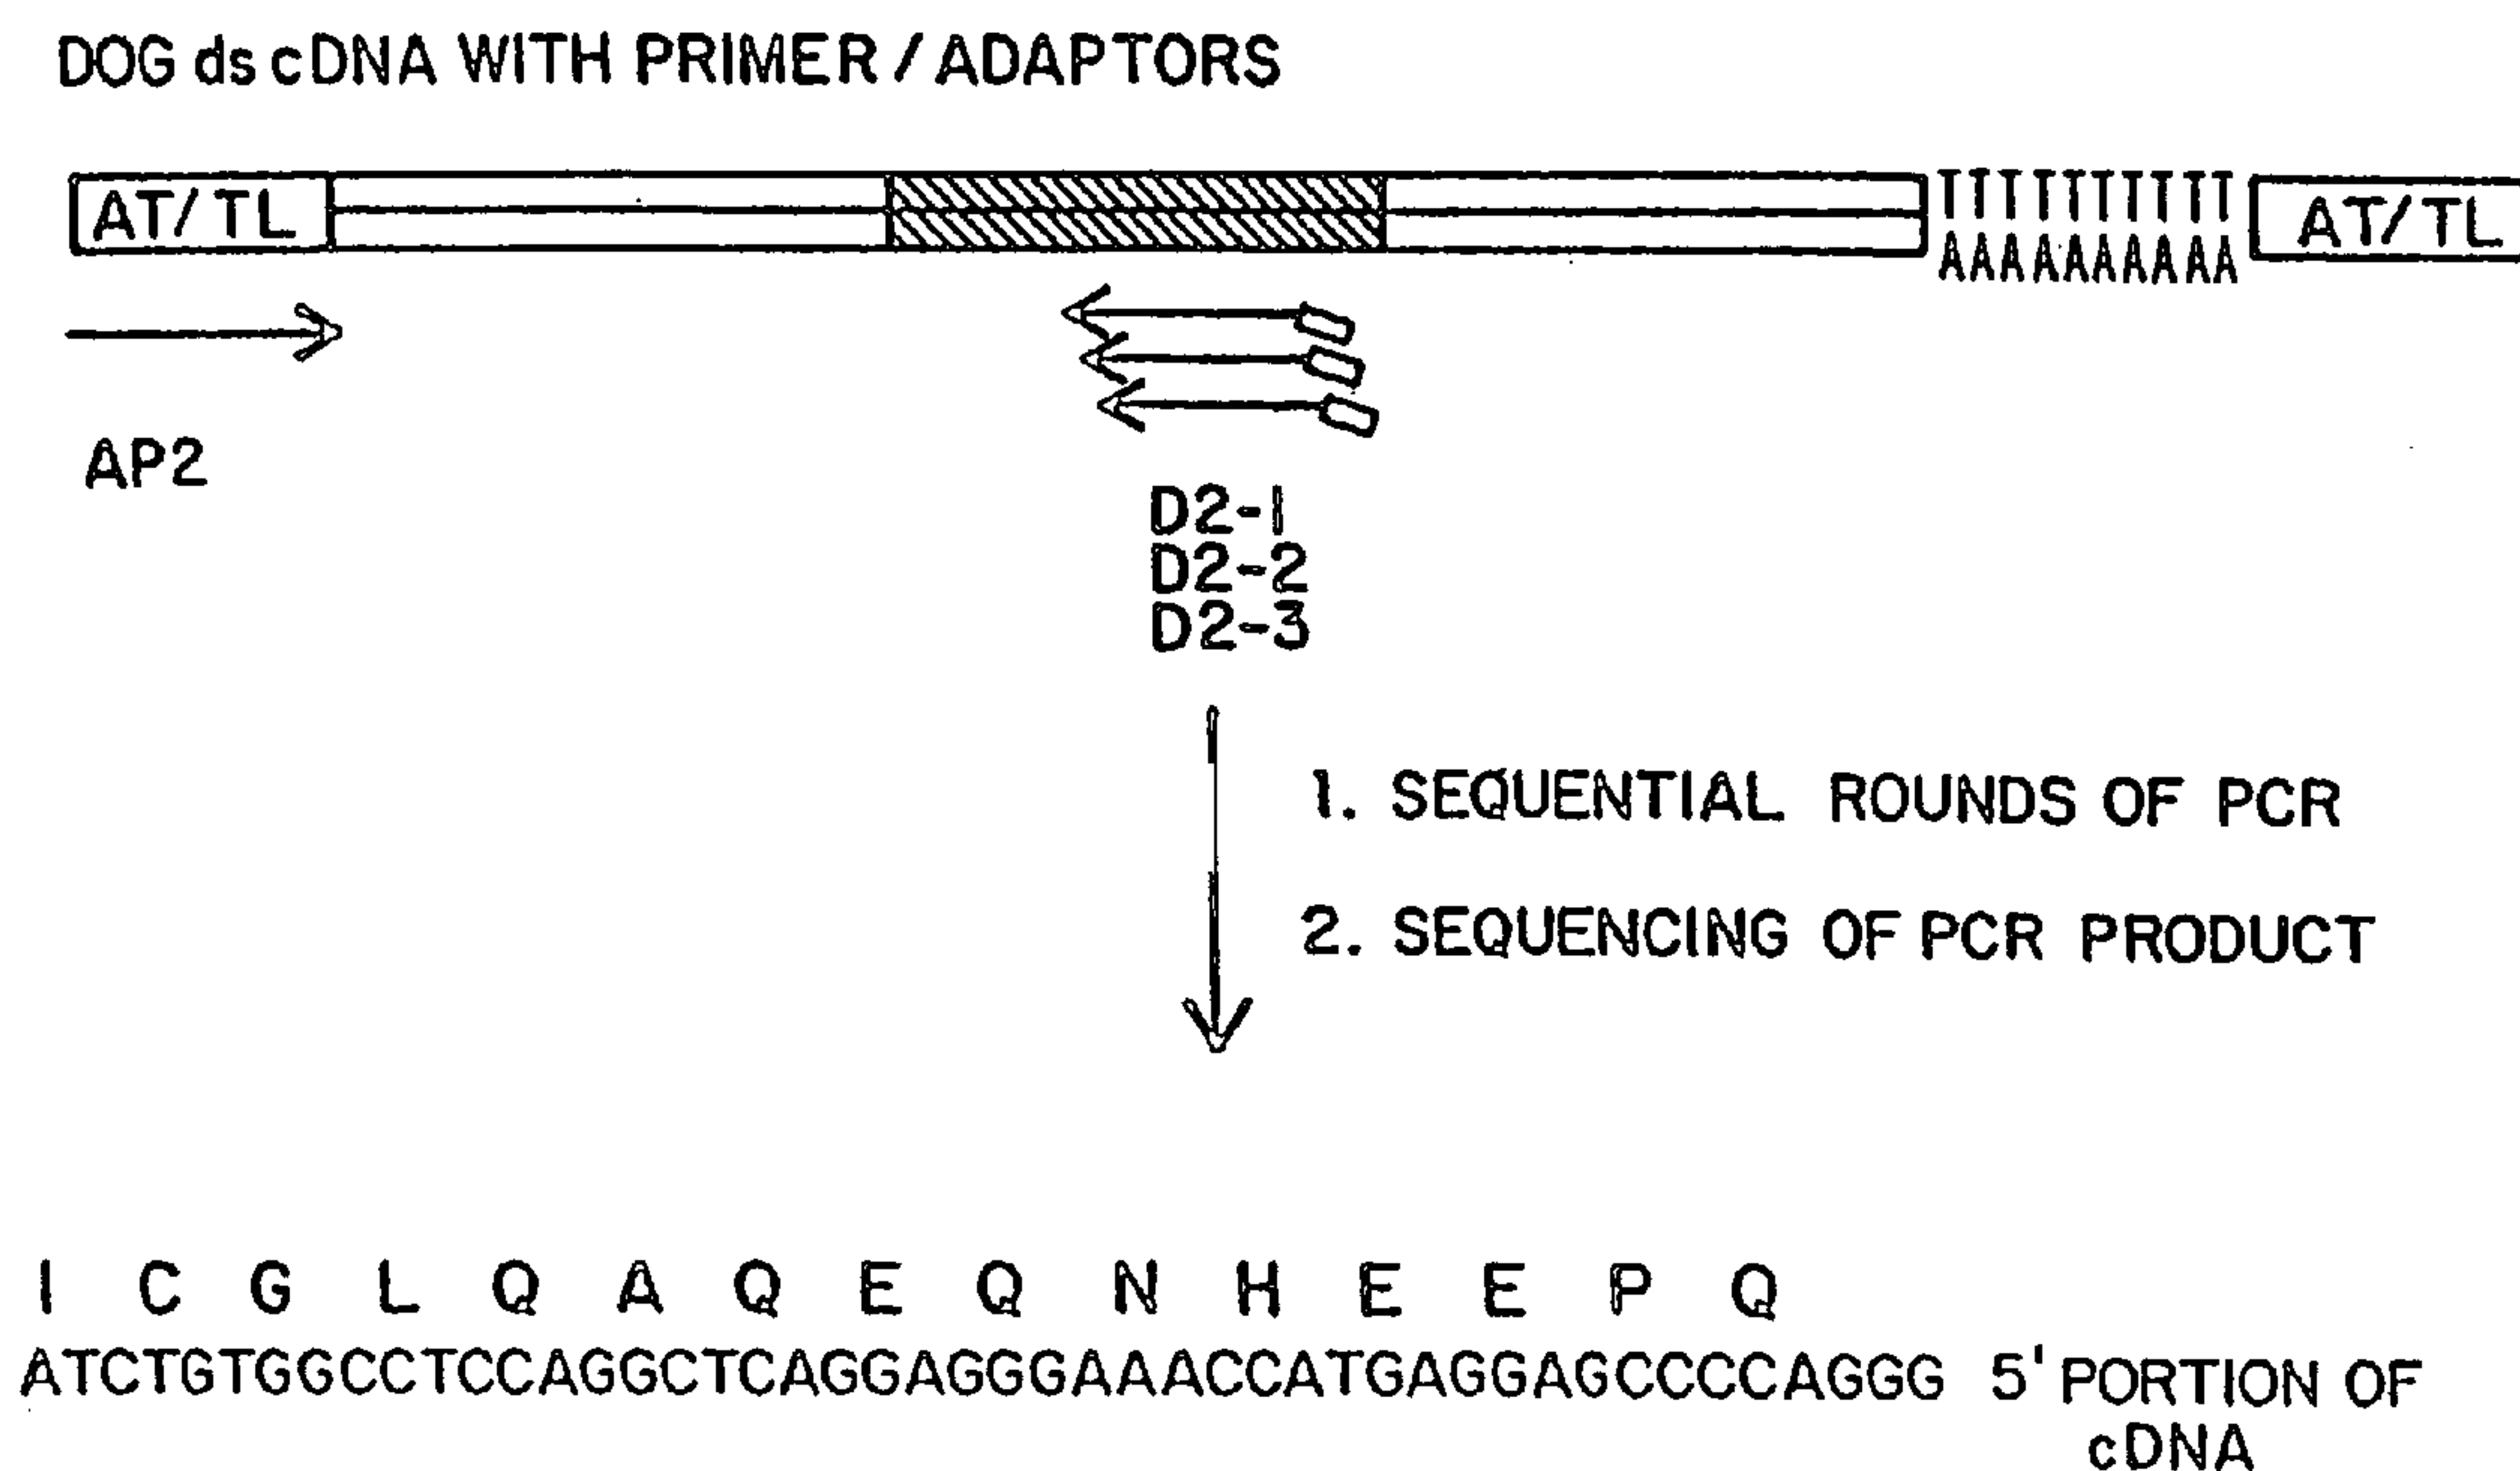 DOG ds cDNA WITH PRIMER / ADAPTORS
AT/TL TTTTTTTTTT AT/TL
AAAAAAAAAA
AP2
D2-1
D2-2
D2-3
1. SEQUENTIAL ROUNDS OF PCR
2. SEQUENCING OF PCR PRODUCT
I C G L Q A Q E Q N H E E P Q
ATCTGTGGCCTCCAGGCTCAGGAGGGAAACCATGAGGAGCCCCAGGG 5' PORTION OF
cDNA